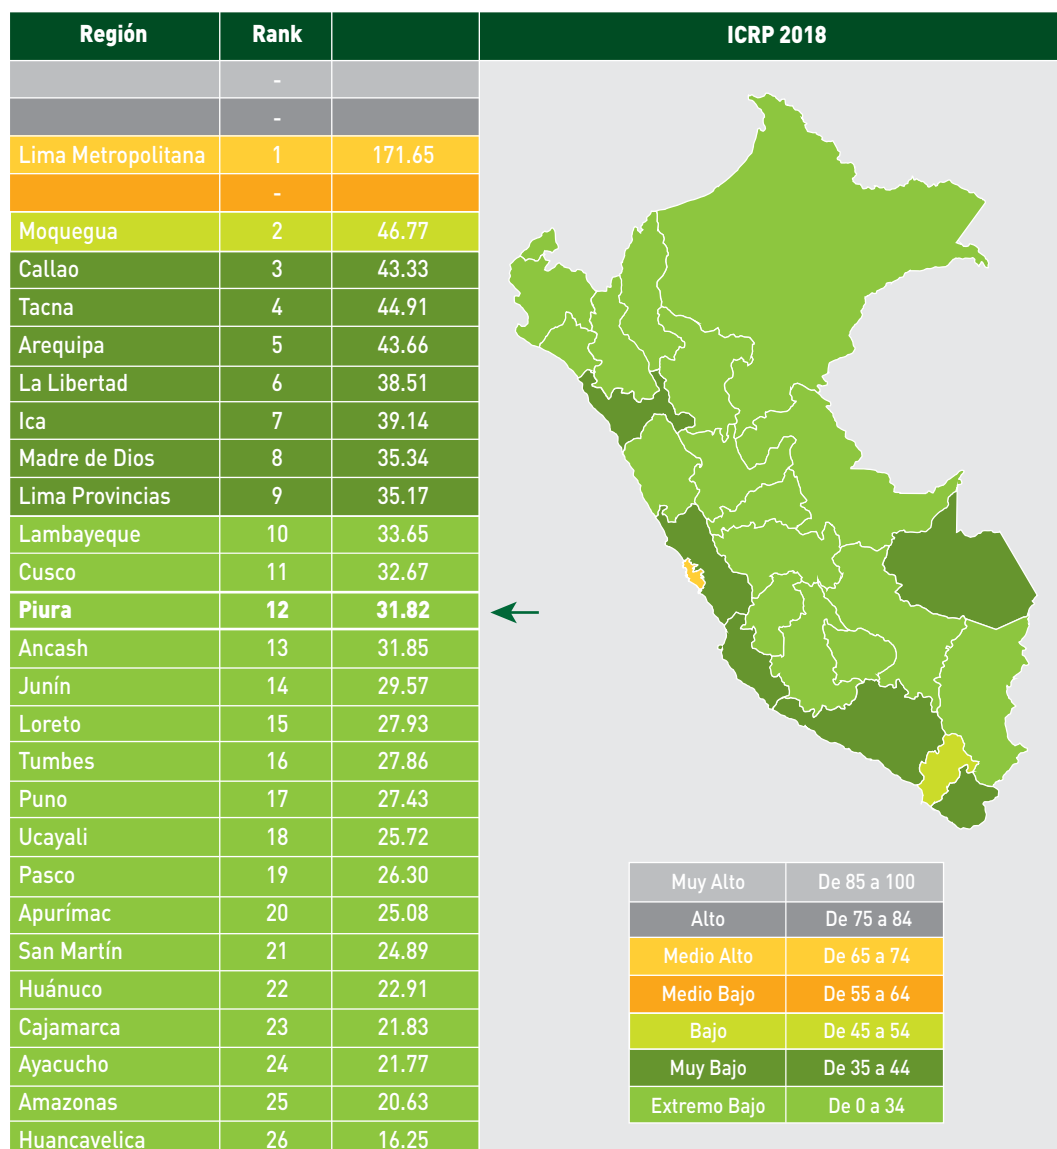 Región Rank ICRP 2018
-
-
Lima Metropolitana 1 171.65
-
Moquegua 2 46.77
Callao 3 43.33
Tacna 4 44.91
Arequipa 5 43.66
La Libertad 6 38.51
Ica 7 39.14
Madre de Dios 8 35.34
Lima Provincias 9 35.17
Lambayeque 10 33.65
Cusco 11 32.67
Piura 12 31.82
Ancash 13 31.85
Junín 14 29.57
Loreto 15 27.93
Tumbes 16 27.86
Puno 17 27.43
Ucayali 18 25.72
Pasco 19 26.30
Apurímac 20 25.08
San Martín 21 24.89
Huánuco 22 22.91
Cajamarca 23 21.83
Ayacucho 24 21.77
Amazonas 25 20.63
Huancavelica 26 16.25
Muy Alto De 85 a 100
Alto De 75 a 84
Medio Alto De 65 a 74
Medio Bajo De 55 a 64
Bajo De 45 a 54
Muy Bajo De 35 a 44
Extremo Bajo De 0 a 34